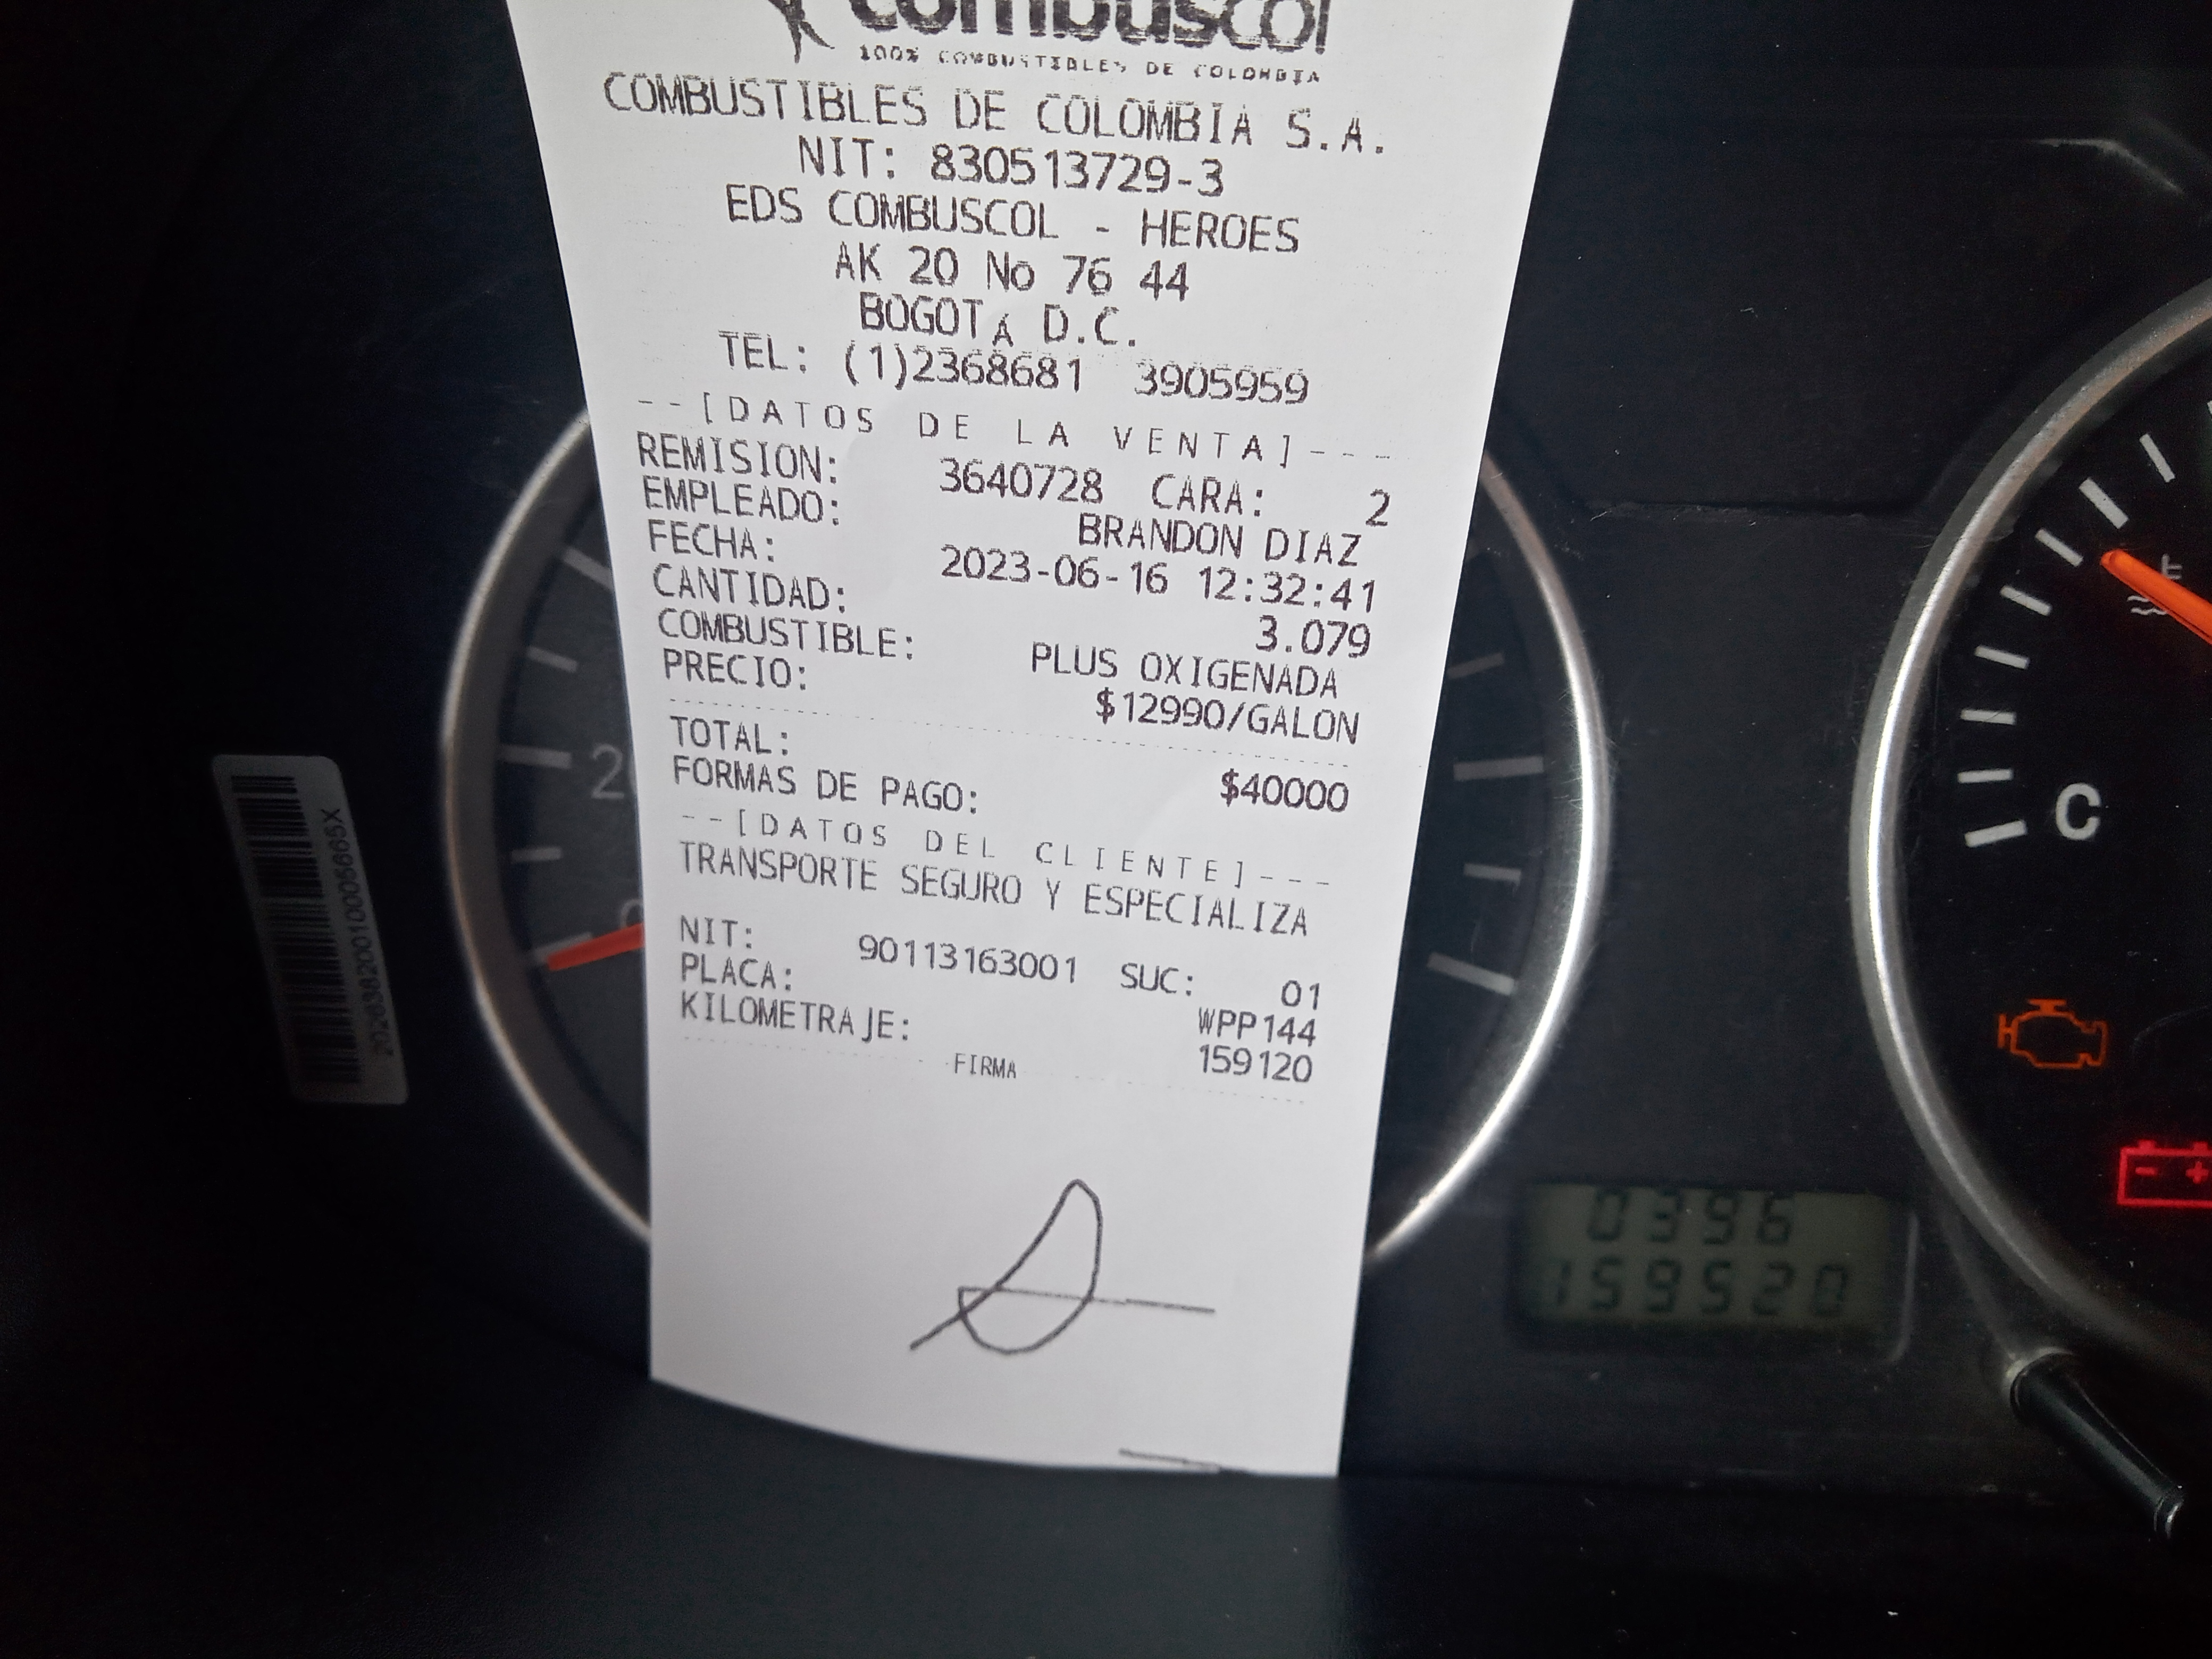 combuscol
100% COMBUSTIBLES DE COLOMBIA
COMBUSTIBLES DE COLOMBIA S.A.
NIT: 830513729-3
EDS COMBUSCOL - HEROES
AK 20 No 76 44
BOGOTA D.C.
TEL: (1)2368681 3905959
--[DATOS DE LA VENTA]---
REMISION: 3640728 CARA: 2
EMPLEADO: BRANDON DIAZ
FECHA: 2023-06-16 12:32:41
CANTIDAD: 3.079
COMBUSTIBLE: PLUS OXIGENADA
PRECIO: $12990/GALON
TOTAL: $40000
FORMAS DE PAGO:
--[DATOS DEL CLIENTE]---
TRANSPORTE SEGURO Y ESPECIALIZA
NIT: 90113163001 SUC: 01
PLACA: WPP144
KILOMETRAJE: 159120
FIRMA
C
0396
159520